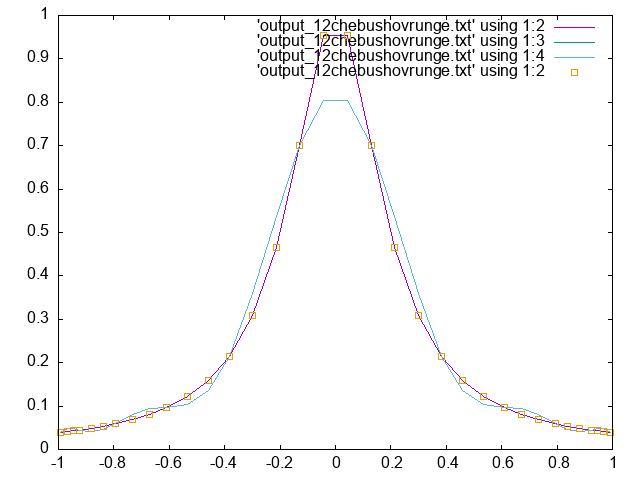 1
0.9
0.8
0.7
0.6
0.5
0.4
0.3
0.2
0.1
0
-1 -0.8 -0.6 -0.4 -0.2 0 0.2 0.4 0.6 0.8 1
'output_12chebushovrunge.txt' using 1:2
'output_12chebushovrunge.txt' using 1:3
'output_12chebushovrunge.txt' using 1:4
'output_12chebushovrunge.txt' using 1:2